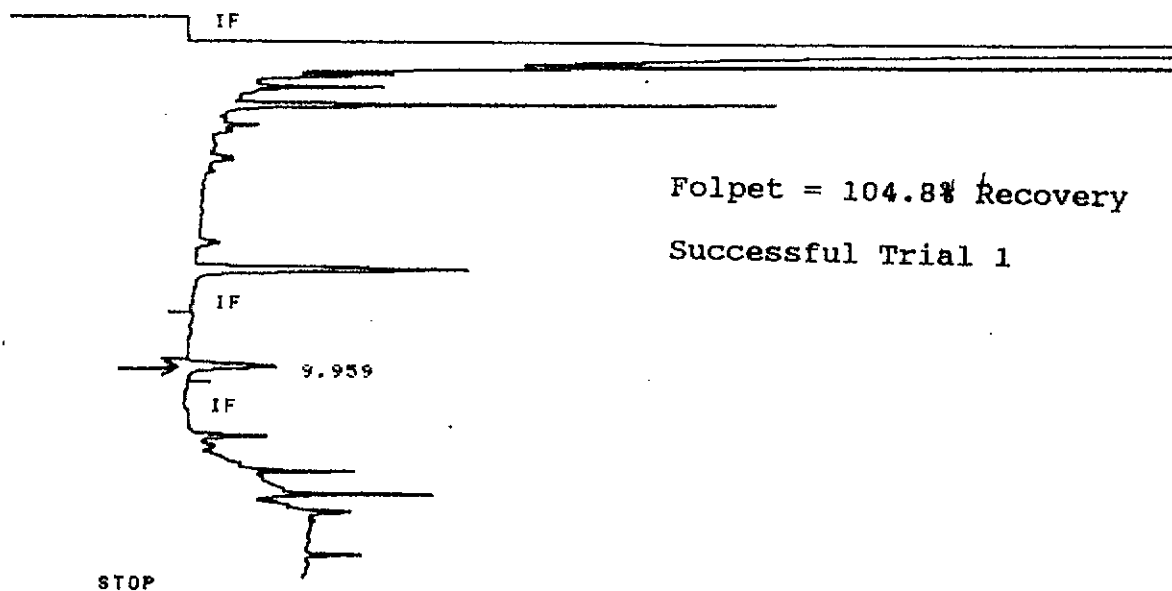 IF
Folpet = 104.8% Recovery
Successful Trial 1
IF
9.959
IF
STOP